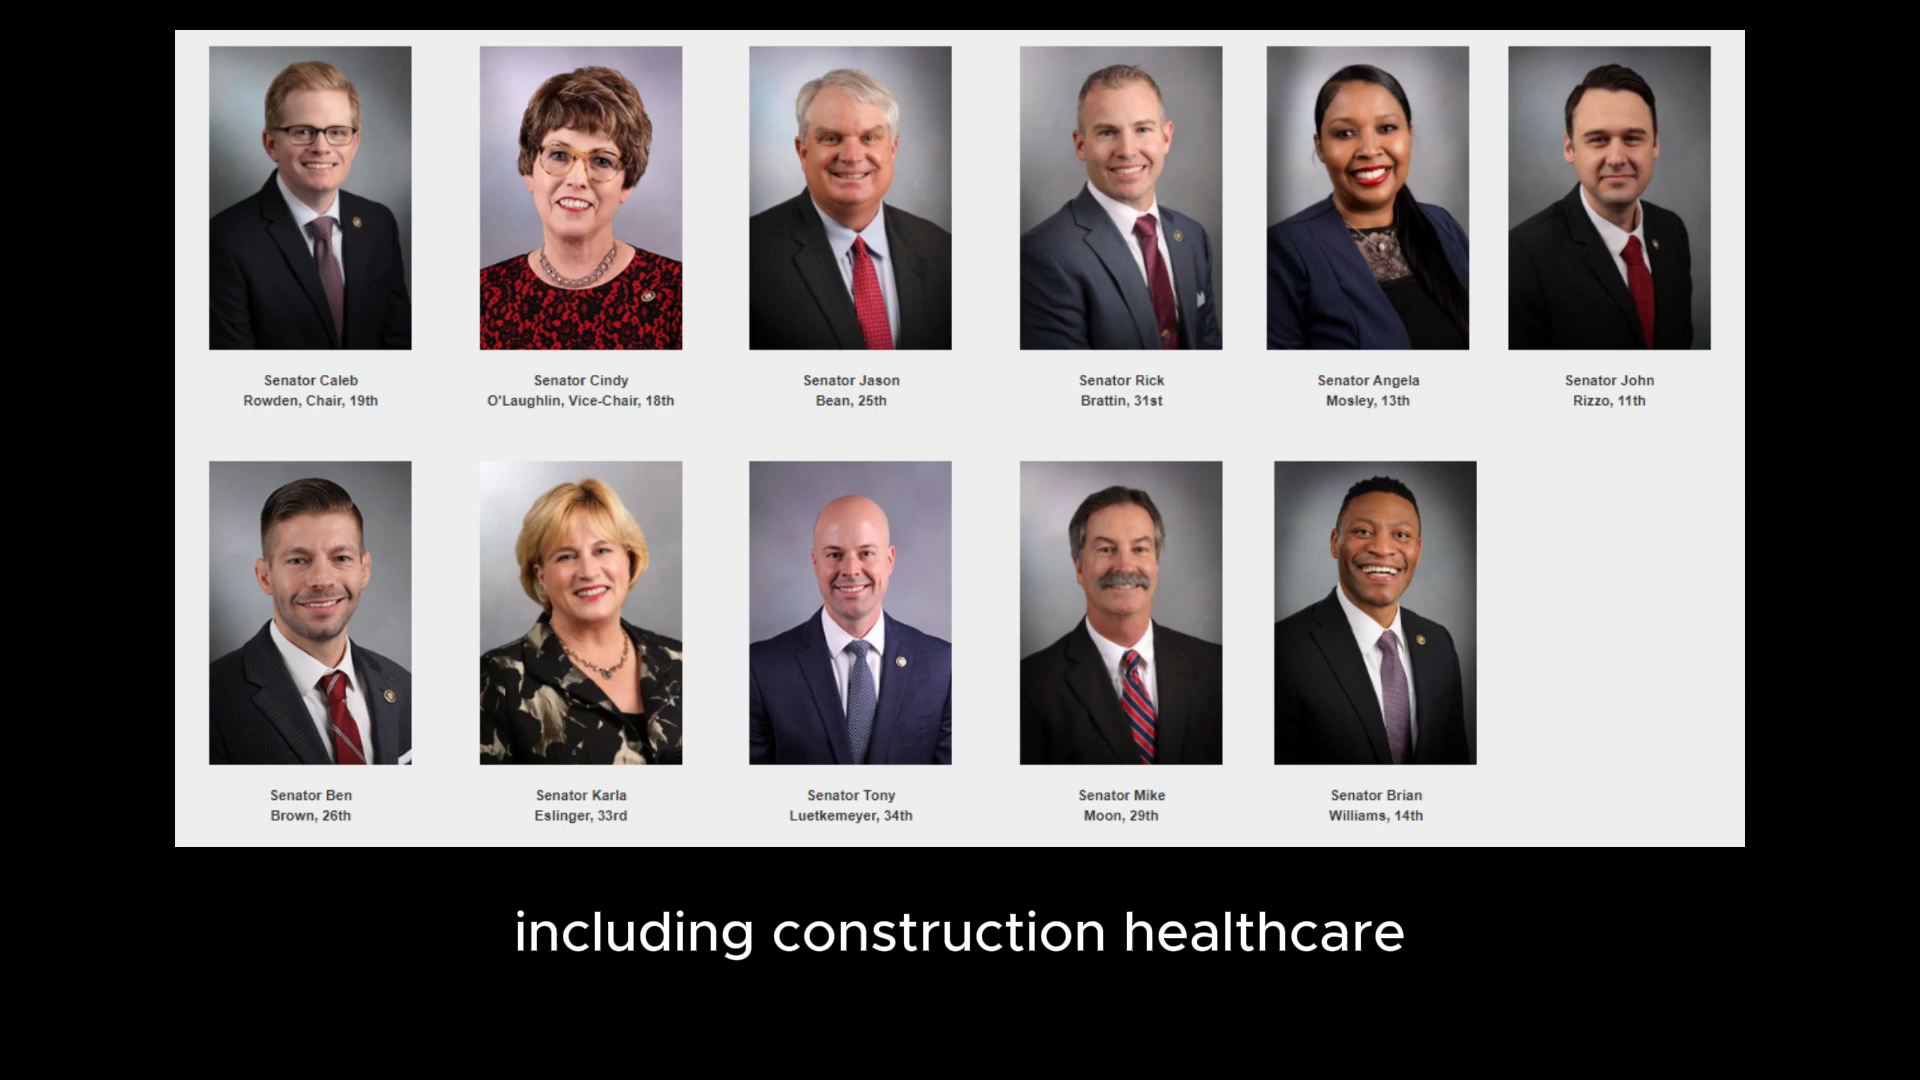 Senator Caleb
Rowden, Chair, 19th
Senator Cindy
O'Laughlin, Vice-Chair, 18th
Senator Jason
Bean, 25th
Senator Rick
Brattin, 31st
Senator Angela
Mosley, 13th
Senator John
Rizzo, 11th
Senator Ben
Brown, 26th
Senator Karla
Eslinger, 33rd
Senator Tony
Luetkemeyer, 34th
Senator Mike
Moon, 29th
Senator Brian
Williams, 14th
including construction healthcare